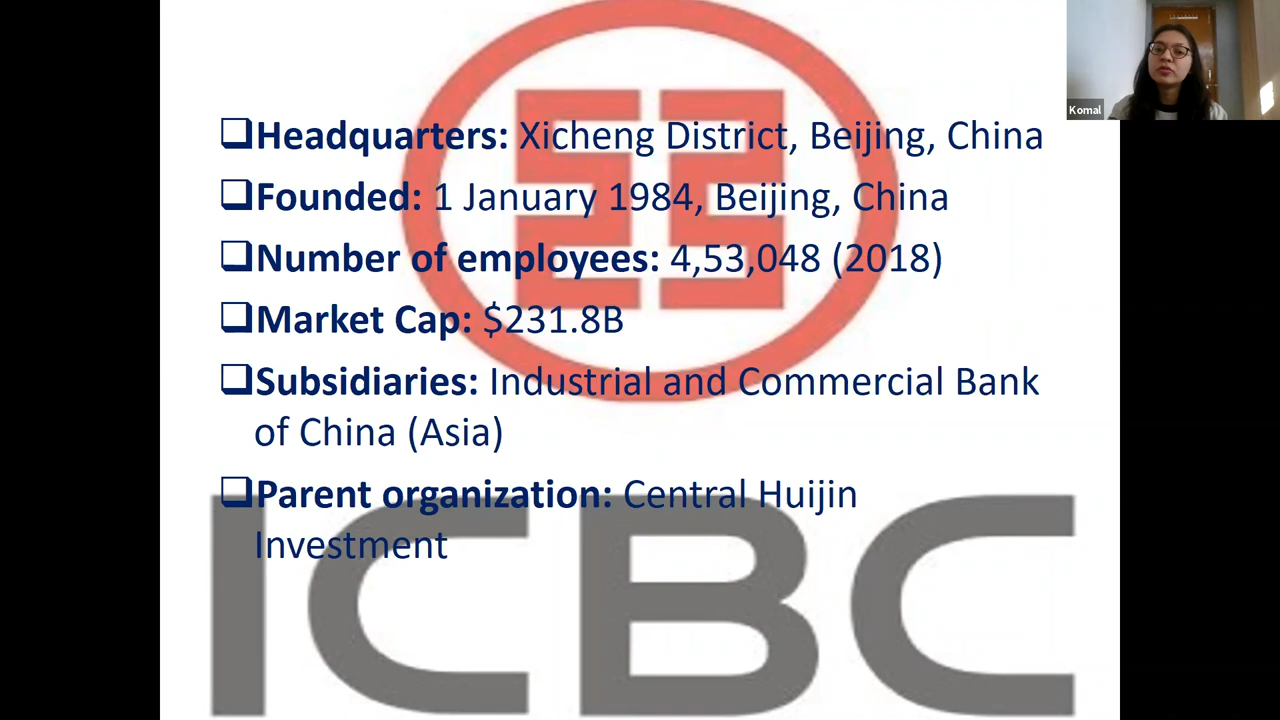 ❑Headquarters: Xicheng District, Beijing, China
❑Founded: 1 January 1984, Beijing, China
❑Number of employees: 4,53,048 (2018)
❑Market Cap: $231.8B
❑Subsidiaries: Industrial and Commercial Bank
of China (Asia)
❑Parent organization: Central Huijin
Investment
ICBC
Komal